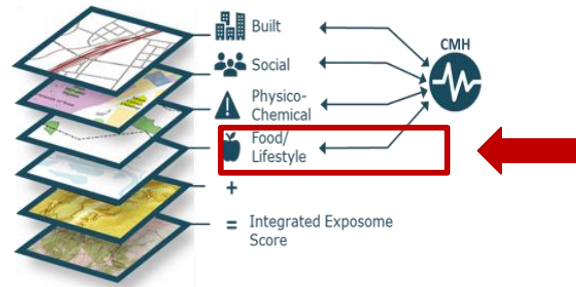 Built
CMH
Social
Physico-
Chemical
Food/
Lifestyle
+
= Integrated Exposome
Score